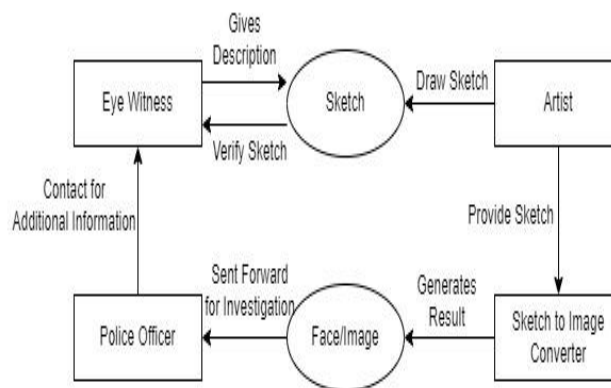 Gives
Description
Eye Witness
Sketch
Draw Sketch
Artist
Verify Sketch
Contact for
Additional Information
Provide Sketch
Sent Forward
for Investigation
Generates
Result
Police Officer
Face/Image
Sketch to Image
Converter